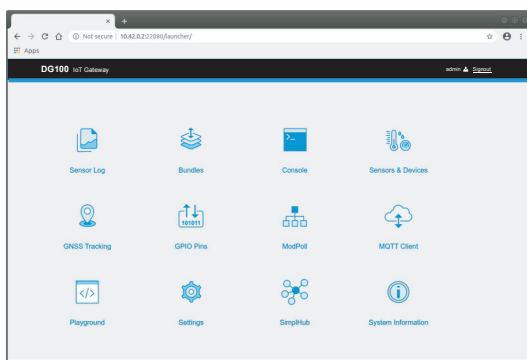 Not secure | 10.42.0.2:22080/launcher/
Apps
DG100 IoT Gateway
admin Signout
Sensor Log
Bundles
>_
Console
Sensors & Devices
GNSS Tracking
101011
GPIO Pins
ModPoll
MQTT Client
</>
Playground
Settings
SimplHub
System Information